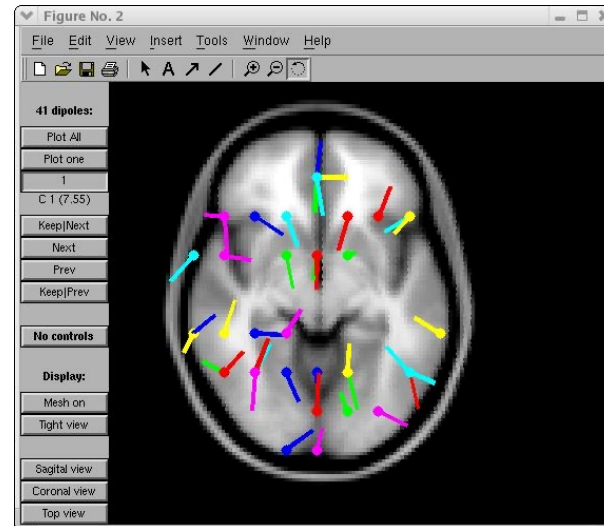 Figure No. 2
File Edit View Insert Tools Window Help
A
41 dipoles:
Plot All
Plot one
1
C 1 (7.55)
Keep|Next
Next
Prev
Keep|Prev
No controls
Display:
Mesh on
Tight view
Sagital view
Coronal view
Top view